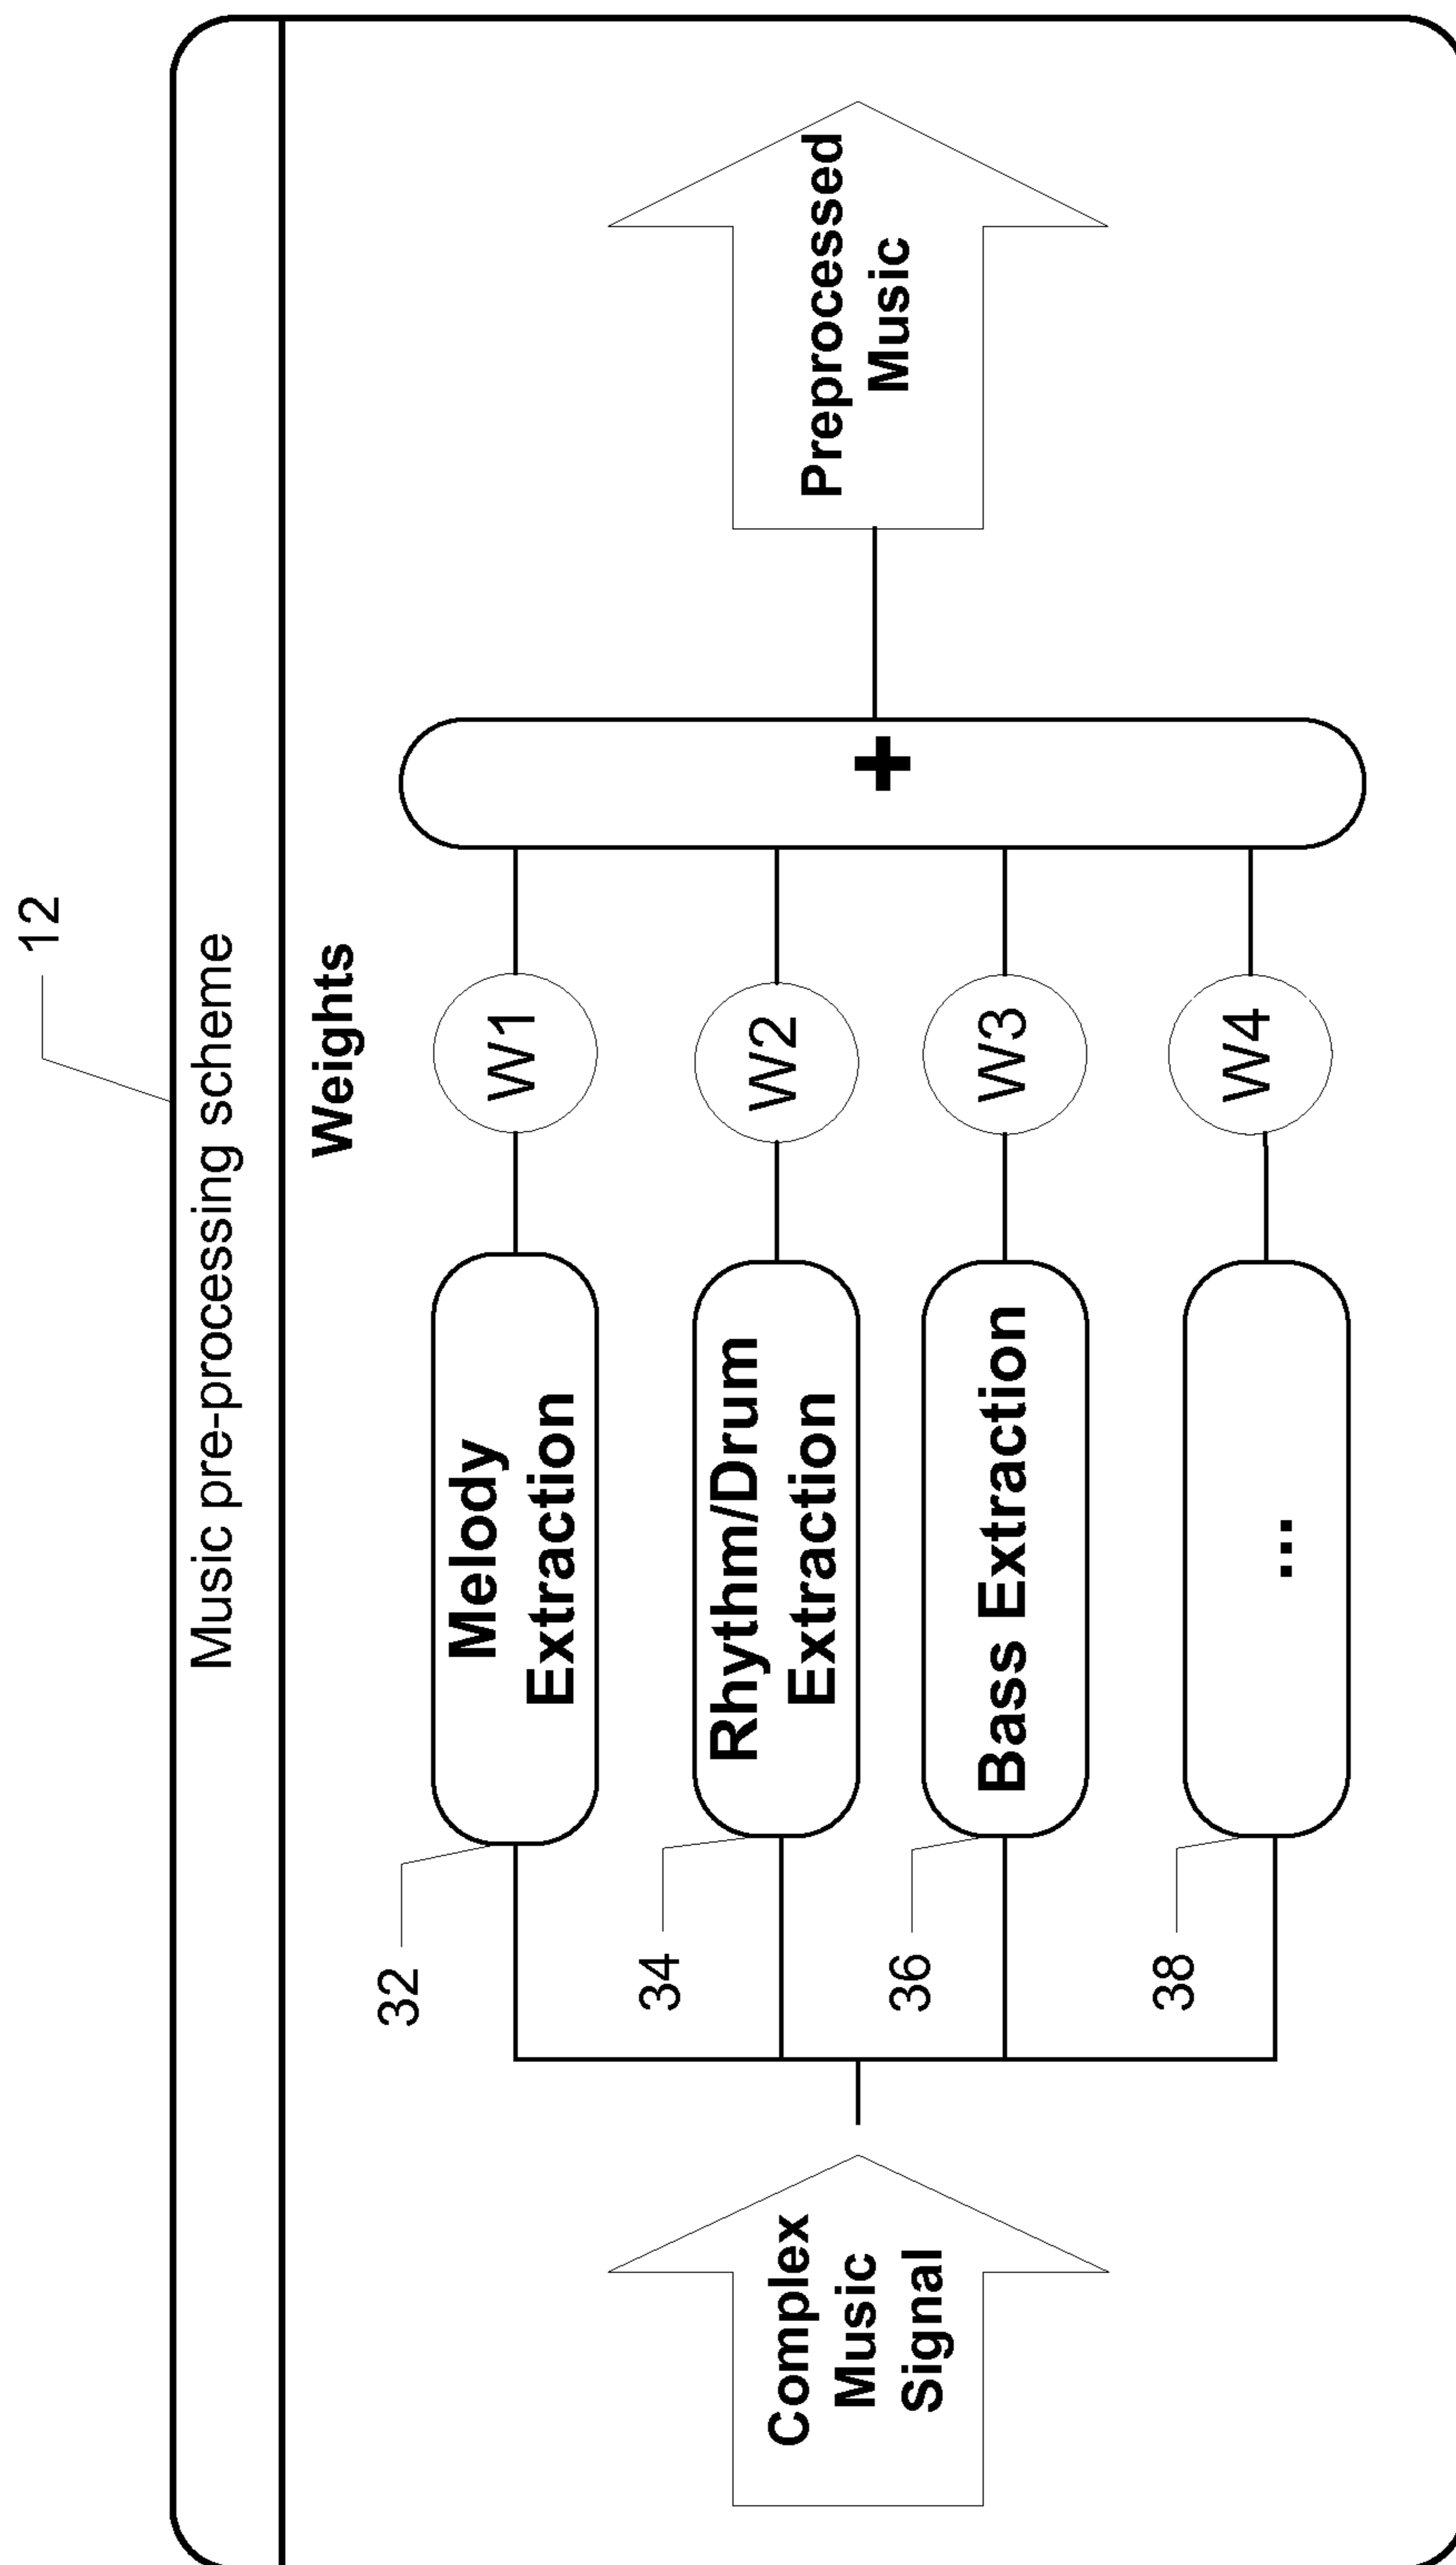 12
Music pre-processing scheme
Weights
Complex
Music
Signal
32
Melody
Extraction
W1
34
Rhythm/Drum
Extraction
W2
36
Bass Extraction
W3
38
...
W4
+
Preprocessed
Music